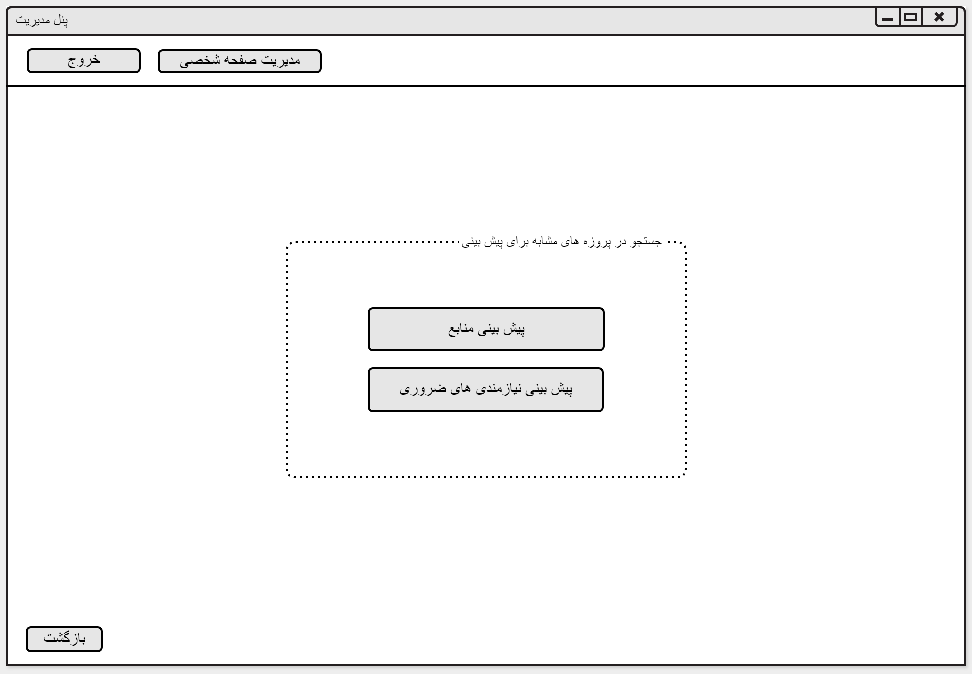 پنل مدیریت
مدیریت صفحه شخصی
خروج
جستجو در پروزه های مشابه برای پیش بینی
پیش بینی منابع
پیش بینی نیازمندی های ضروری
بازگشت